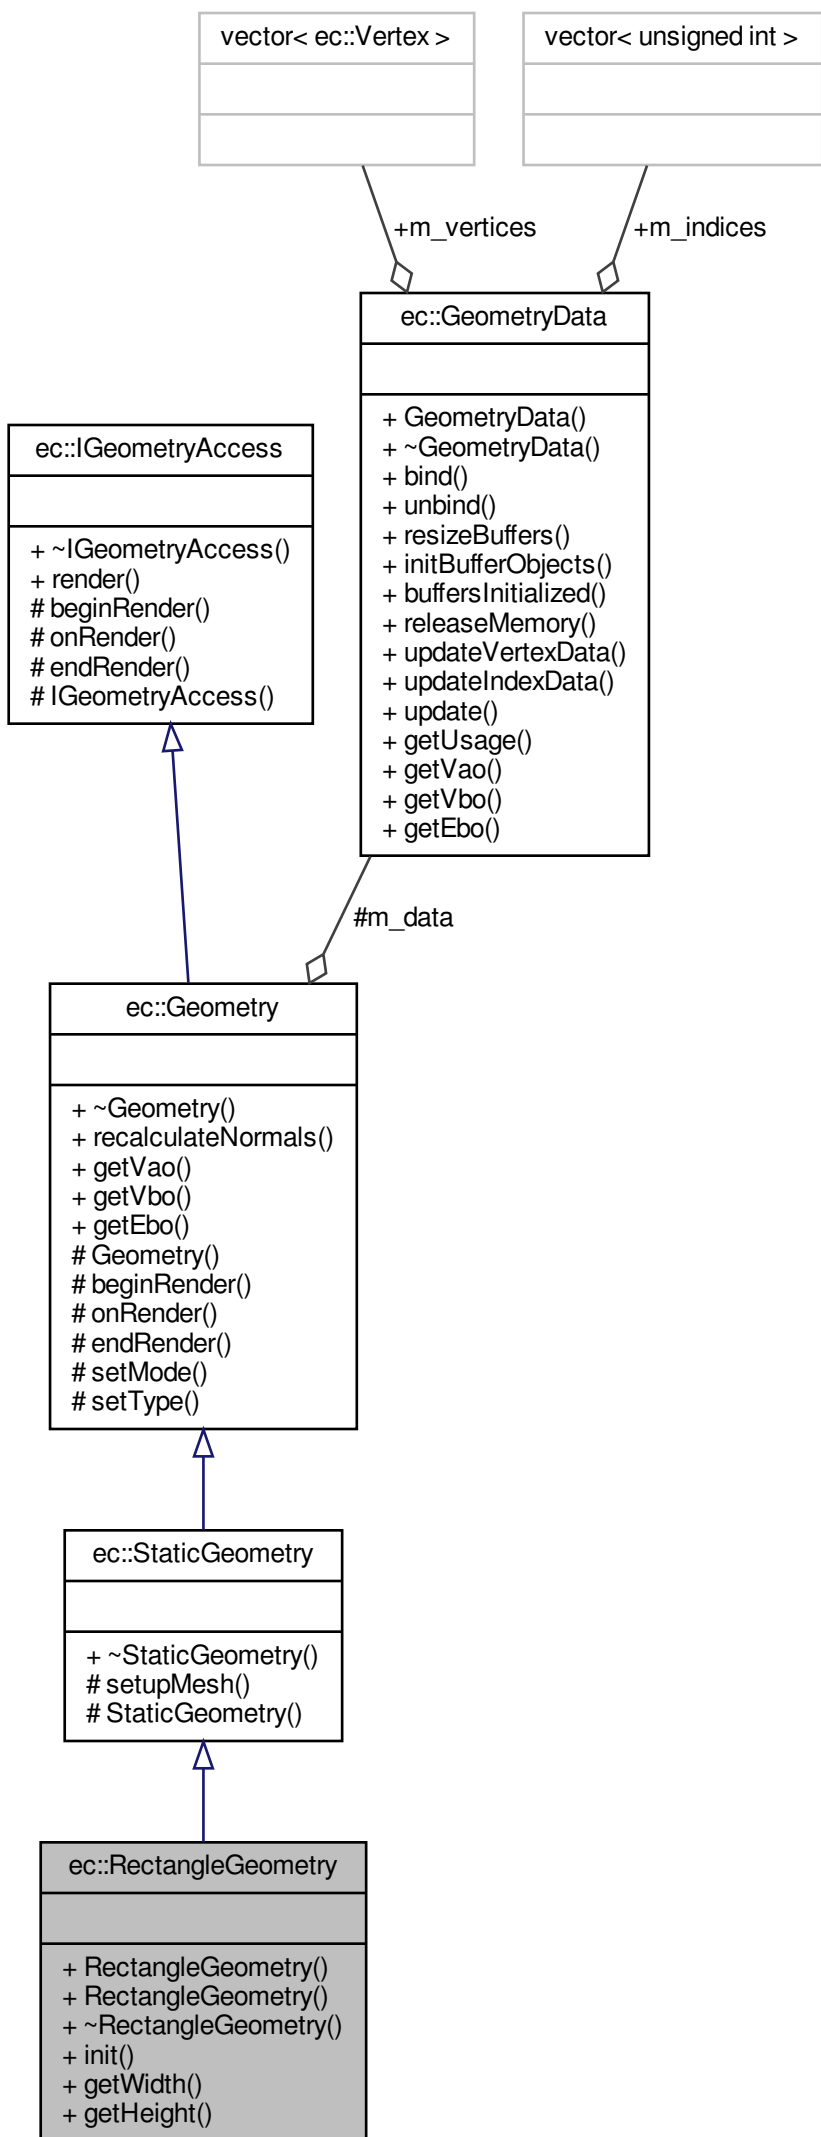 vector< ec::Vertex >
vector< unsigned int >
+m_vertices
+m_indices
ec::GeometryData
+ GeometryData()
+ ~GeometryData()
+ bind()
+ unbind()
+ resizeBuffers()
+ initBufferObjects()
+ buffersInitialized()
+ releaseMemory()
+ updateVertexData()
+ updateIndexData()
+ update()
+ getUsage()
+ getVao()
+ getVbo()
+ getEbo()
ec::IGeometryAccess
+ ~IGeometryAccess()
+ render()
# beginRender()
# onRender()
# endRender()
# IGeometryAccess()
#m_data
ec::Geometry
+ ~Geometry()
+ recalculateNormals()
+ getVao()
+ getVbo()
+ getEbo()
# Geometry()
# beginRender()
# onRender()
# endRender()
# setMode()
# setType()
ec::StaticGeometry
+ ~StaticGeometry()
# setupMesh()
# StaticGeometry()
ec::RectangleGeometry
+ RectangleGeometry()
+ RectangleGeometry()
+ ~RectangleGeometry()
+ init()
+ getWidth()
+ getHeight()